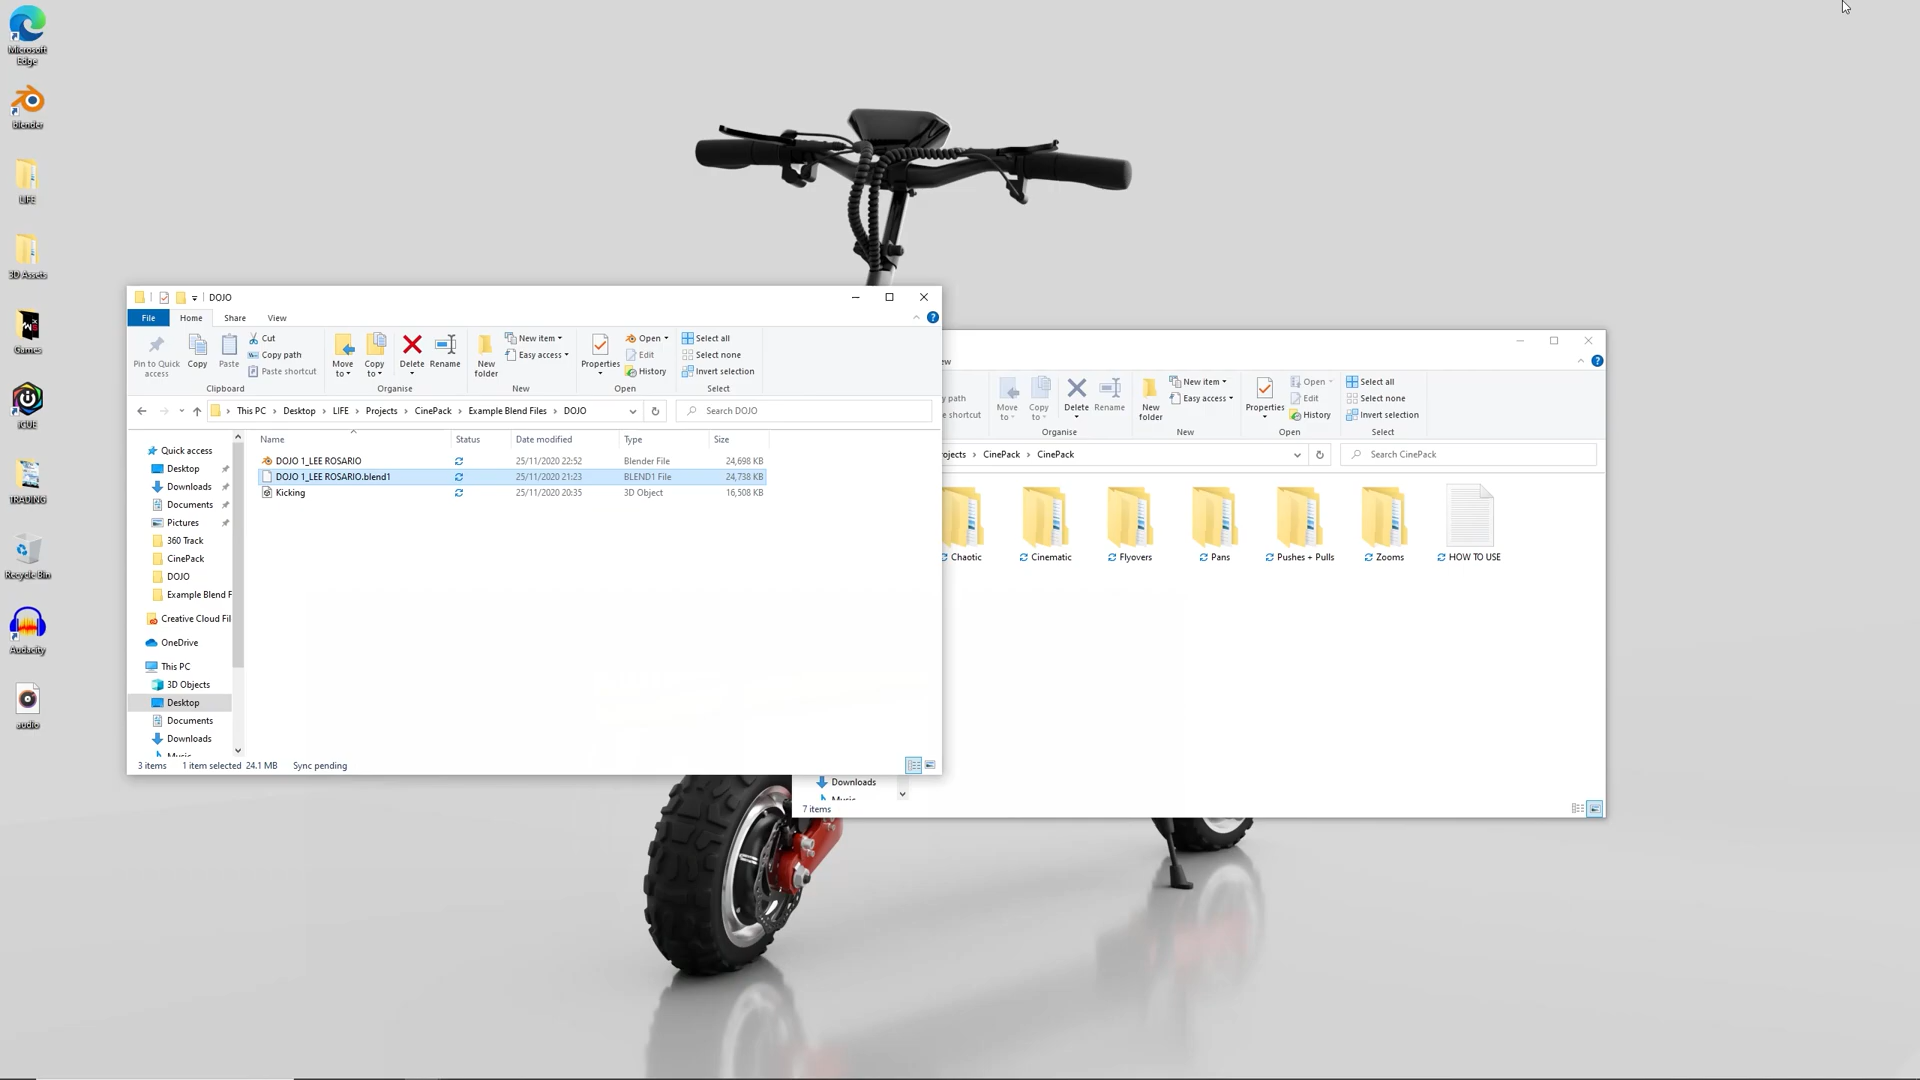 Microsoft
Edge
blender
LIFE
3D Assets
Games
iCUE
TRADING
Recycle Bin
Audacity
audio
DOJO
File
Home
Share
View
Pin to Quick
access
Copy
Paste
Cut
Copy path
Paste shortcut
Clipboard
Move
to
Copy
to
Delete
Rename
Organise
New
folder
New item
Easy access
New
Properties
Open
Edit
History
Open
Select all
Select none
Invert selection
Select
This PC > Desktop > LIFE > Projects > CinePack > Example Blend Files > DOJO
Search DOJO
Name
Status
Date modified
Type
Size
DOJO 1_LEE ROSARIO 25/11/2020 22:52 Blender File 24,698 KB
DOJO 1_LEE ROSARIO.blend1 25/11/2020 21:23 BLEND1 File 24,738 KB
Kicking 25/11/2020 20:35 3D Object 16,508 KB
Quick access
Desktop
Downloads
Documents
Pictures
360 Track
CinePack
DOJO
Example Blend F
Creative Cloud Fil
OneDrive
This PC
3D Objects
Desktop
Documents
Downloads
Music
3 items 1 item selected 24.1 MB Sync pending
ew
py path
ste shortcut
Move
to
Copy
to
Delete
Rename
Organise
New
folder
New item
Easy access
New
Properties
Open
Edit
History
Open
Select all
Select none
Invert selection
Select
ojects > CinePack > CinePack
Search CinePack
Chaotic
Cinematic
Flyovers
Pans
Pushes + Pulls
Zooms
HOW TO USE
Downloads
Music
7 items